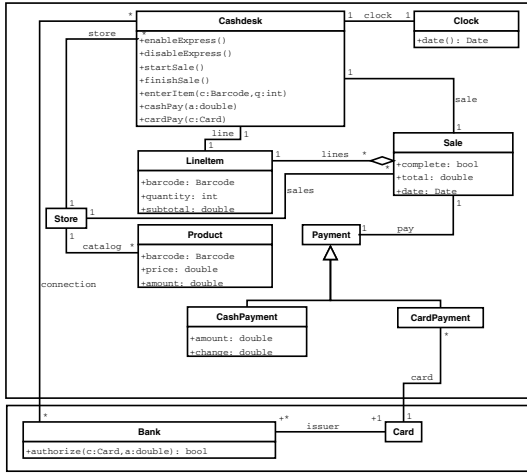 * Cashdesk 1 clock 1 Clock
store *
+enableExpress()
+disableExpress()
+startSale()
+finishSale()
+enterItem(c:Barcode,q:int)
+cashPay(a:double)
+cardPay(c:Card)
+date(): Date
1
sale
line 1
1 1
LineItem 1 lines * Sale
+barcode: Barcode
+quantity: int
+subtotal: double
+complete: bool
+total: double
+date: Date
*
sales
1
Store 1
1
1
catalog *
Product
+barcode: Barcode
+price: double
+amount: double
Payment 1 pay
connection
CashPayment
+amount: double
+change: double
CardPayment
*
card
* +* +1 1
Bank issuer Card
+authorize(c:Card,a:double): bool